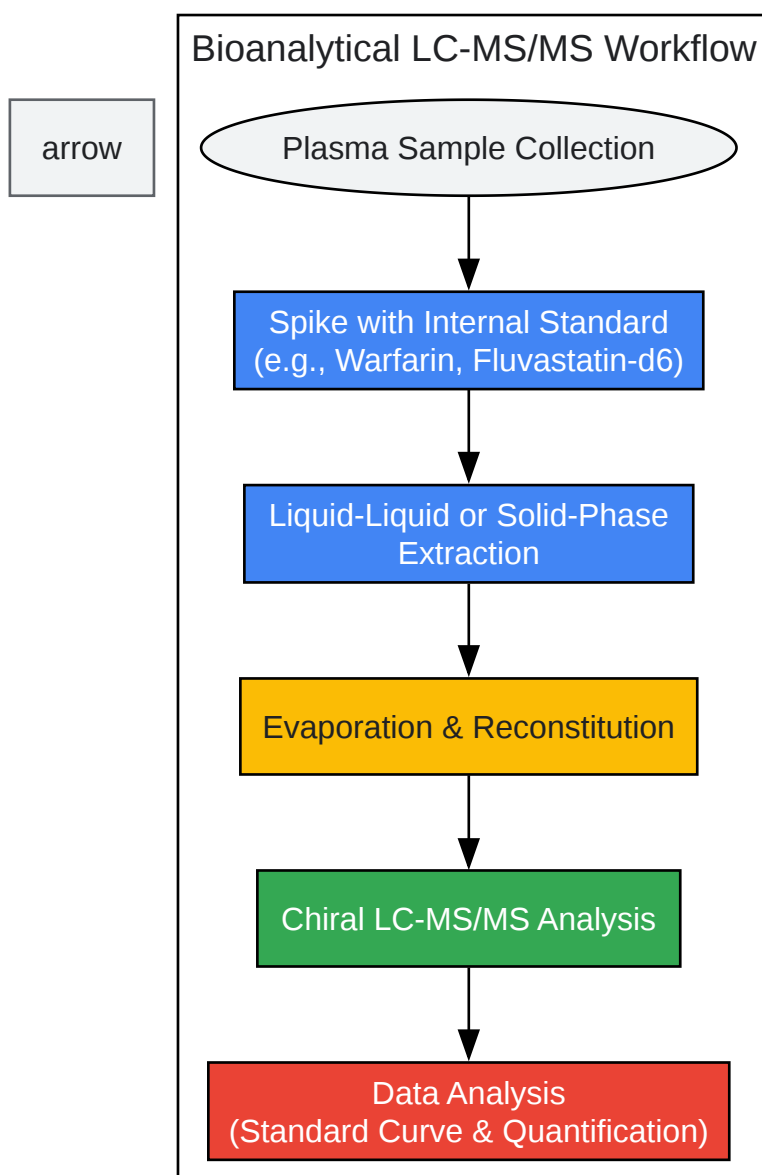 Bioanalytical LC-MS/MS Workflow
arrow
Plasma Sample Collection
Spike with Internal Standard
(e.g., Warfarin, Fluvastatin-d6)
Liquid-Liquid or Solid-Phase
Extraction
Evaporation & Reconstitution
Chiral LC-MS/MS Analysis
Data Analysis
(Standard Curve & Quantification)